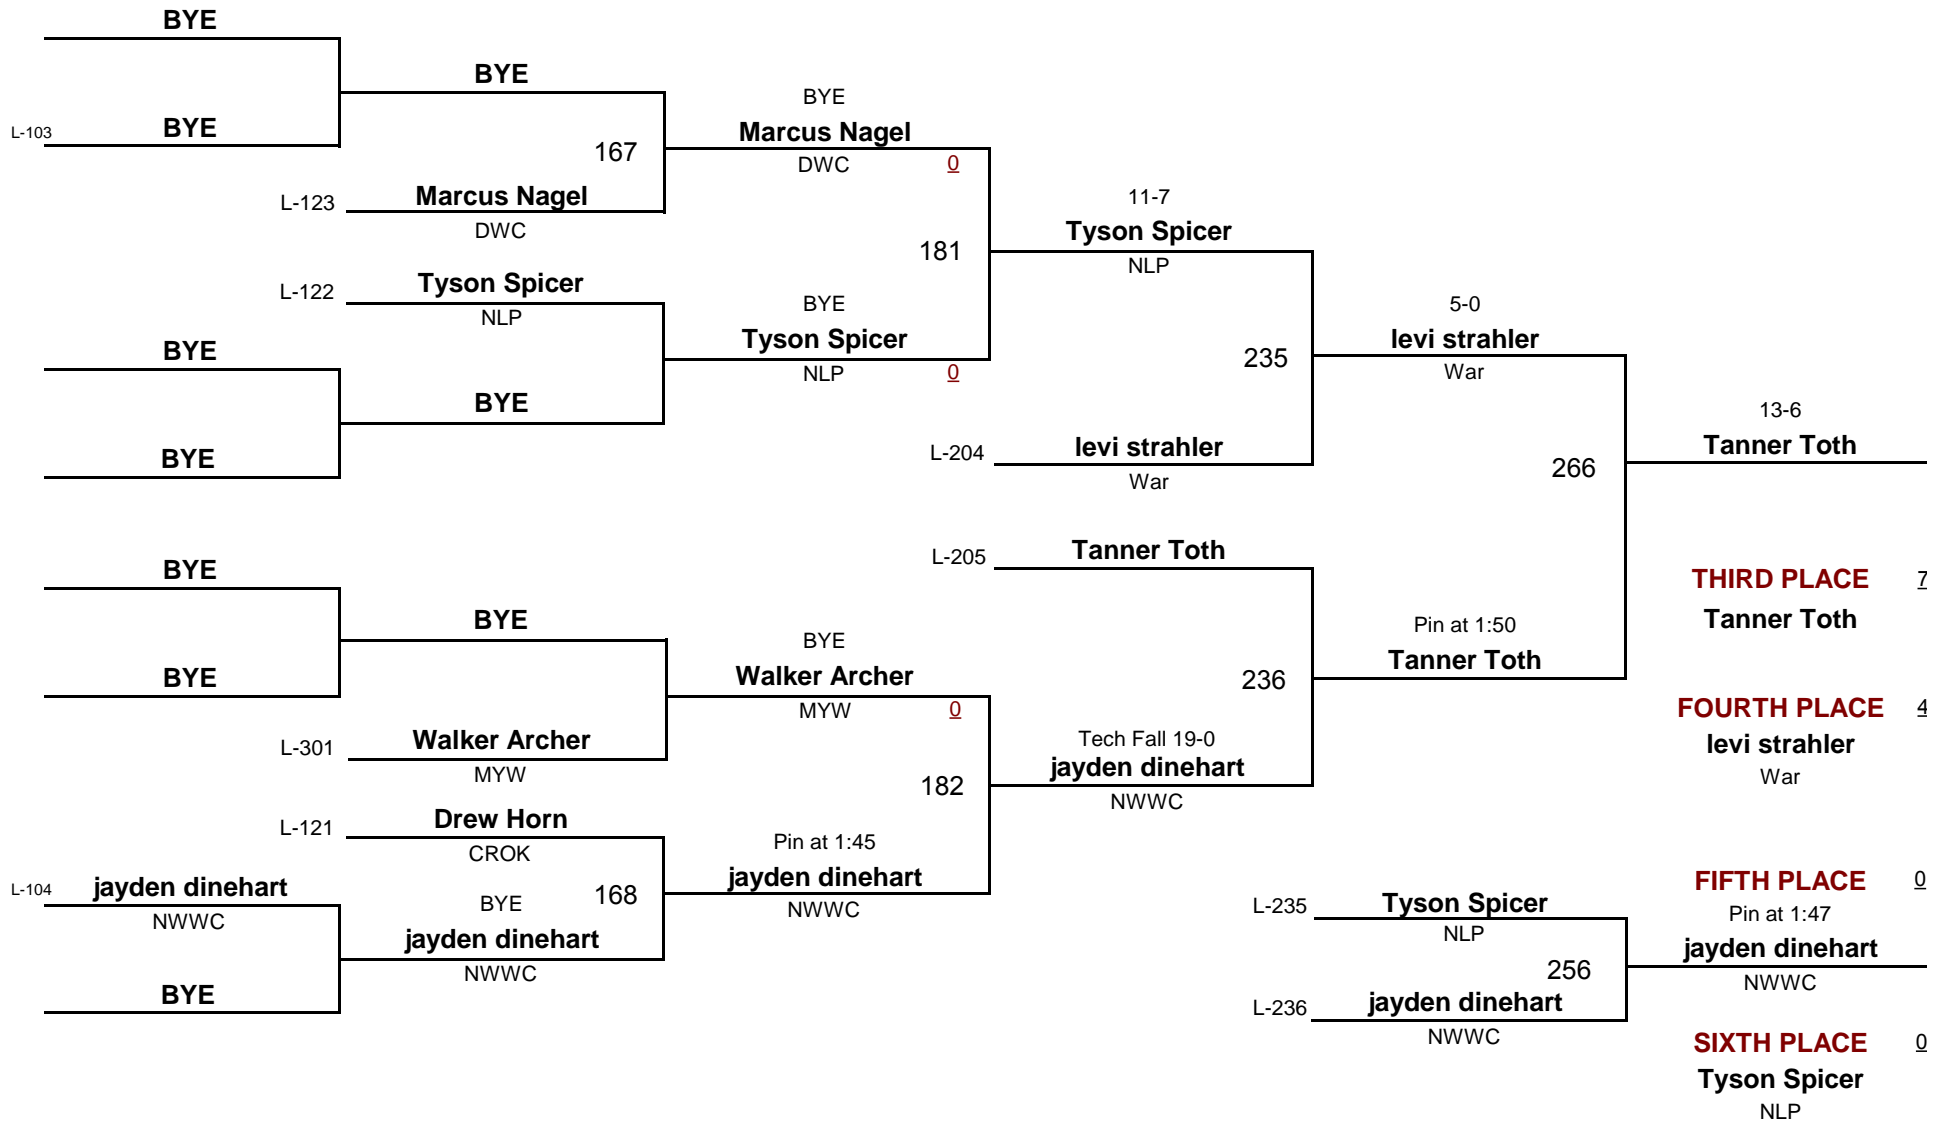 BYE
BYE
L-103
BYE
167
L-123
Marcus Nagel
DWC
BYE
Marcus Nagel
DWC
0
L-122
Tyson Spicer
NLP
BYE
BYE
BYE
BYE
Tyson Spicer
NLP
0
181
11-7
Tyson Spicer
NLP
235
L-204
levi strahler
War
5-0
levi strahler
War
266
13-6
Tanner Toth
BYE
BYE
BYE
L-301
Walker Archer
MYW
BYE
Walker Archer
MYW
0
L-121
Drew Horn
CROK
L-104
jayden dinehart
NWWC
BYE
BYE
jayden dinehart
NWWC
168
Pin at 1:45
jayden dinehart
NWWC
182
L-205
Tanner Toth
236
Tech Fall 19-0
jayden dinehart
NWWC
Pin at 1:50
Tanner Toth
THIRD PLACE 7
Tanner Toth
FOURTH PLACE 4
levi strahler
War
L-235
Tyson Spicer
NLP
256
L-236
jayden dinehart
NWWC
FIFTH PLACE 0
Pin at 1:47
jayden dinehart
NWWC
SIXTH PLACE 0
Tyson Spicer
NLP